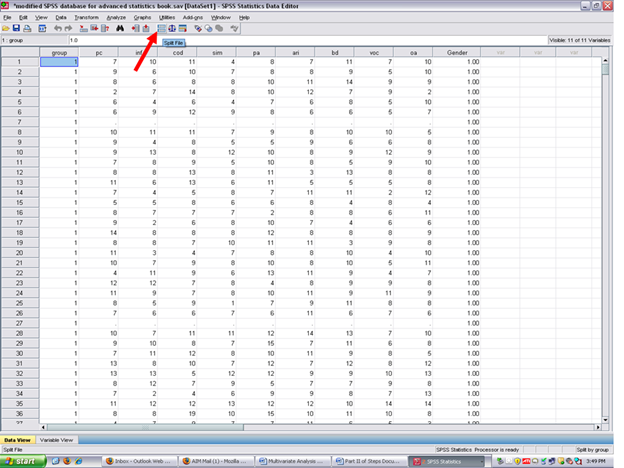 *modified SPSS database for advanced statistics book.sav [DataSet1] - SPSS Statistics Data Editor
File Edit View Data Transform Analyze Graphs Utilities Add-ons Window Help
Split File
1 : group 1.0 Visible: 11 of 11 Variables
group pc inf cod sim pa ari bd voc oa Gender var var var
1 1 7 10 11 4 8 7 11 7 10 1.00
2 1 9 6 10 7 8 8 9 5 10 1.00
3 1 8 6 8 8 10 11 14 9 9 1.00
4 1 2 7 14 8 10 12 7 9 2 1.00
5 1 6 4 6 4 7 6 8 5 10 1.00
6 1 6 9 12 9 8 6 6 5 7 1.00
7 1 . . . . . . . . . 1.00
8 1 10 11 11 7 9 8 10 10 5 1.00
9 1 9 4 8 5 5 9 6 6 8 1.00
10 1 9 13 8 12 10 8 9 12 9 1.00
11 1 7 8 9 5 10 8 5 9 10 1.00
12 1 8 8 13 8 11 3 13 8 8 1.00
13 1 11 6 13 6 11 5 5 5 8 1.00
14 1 7 4 5 8 7 11 11 2 12 1.00
15 1 5 5 8 6 6 8 4 8 4 1.00
16 1 8 7 7 7 2 8 8 6 11 1.00
17 1 9 2 6 8 10 7 4 6 6 1.00
18 1 14 8 8 8 12 8 8 8 9 1.00
19 1 8 8 7 10 11 11 3 9 8 1.00
20 1 11 3 4 7 8 8 10 4 10 1.00
21 1 10 7 9 8 10 8 10 5 11 1.00
22 1 4 11 9 6 13 11 9 4 7 1.00
23 1 12 12 7 8 4 8 9 9 8 1.00
24 1 11 9 7 8 10 11 9 11 9 1.00
25 1 8 5 9 1 7 9 11 8 8 1.00
26 1 7 6 6 7 6 11 6 7 6 1.00
27 1 . . . . . . . . . 1.00
28 1 10 7 11 11 12 14 13 7 10 1.00
29 1 9 10 8 7 15 7 11 6 8 1.00
30 1 7 11 12 8 10 11 9 8 5 1.00
31 1 13 8 10 7 12 7 12 8 12 1.00
32 1 13 13 5 12 12 9 9 10 13 1.00
33 1 8 12 7 9 5 7 7 9 8 1.00
34 1 7 2 4 8 9 9 8 7 13 1.00
35 1 11 12 12 13 12 12 10 14 14 1.00
36 1 8 8 19 10 15 10 11 10 8 1.00
37
Data View Variable View
SPSS Statistics Processor is ready Split by group
start Inbox - Outlook Web ... AIM Mail (1) - Mozilla ... Multivariate Analysis ... Part II of Steps Docu... SPSS Statistics 3:49 PM